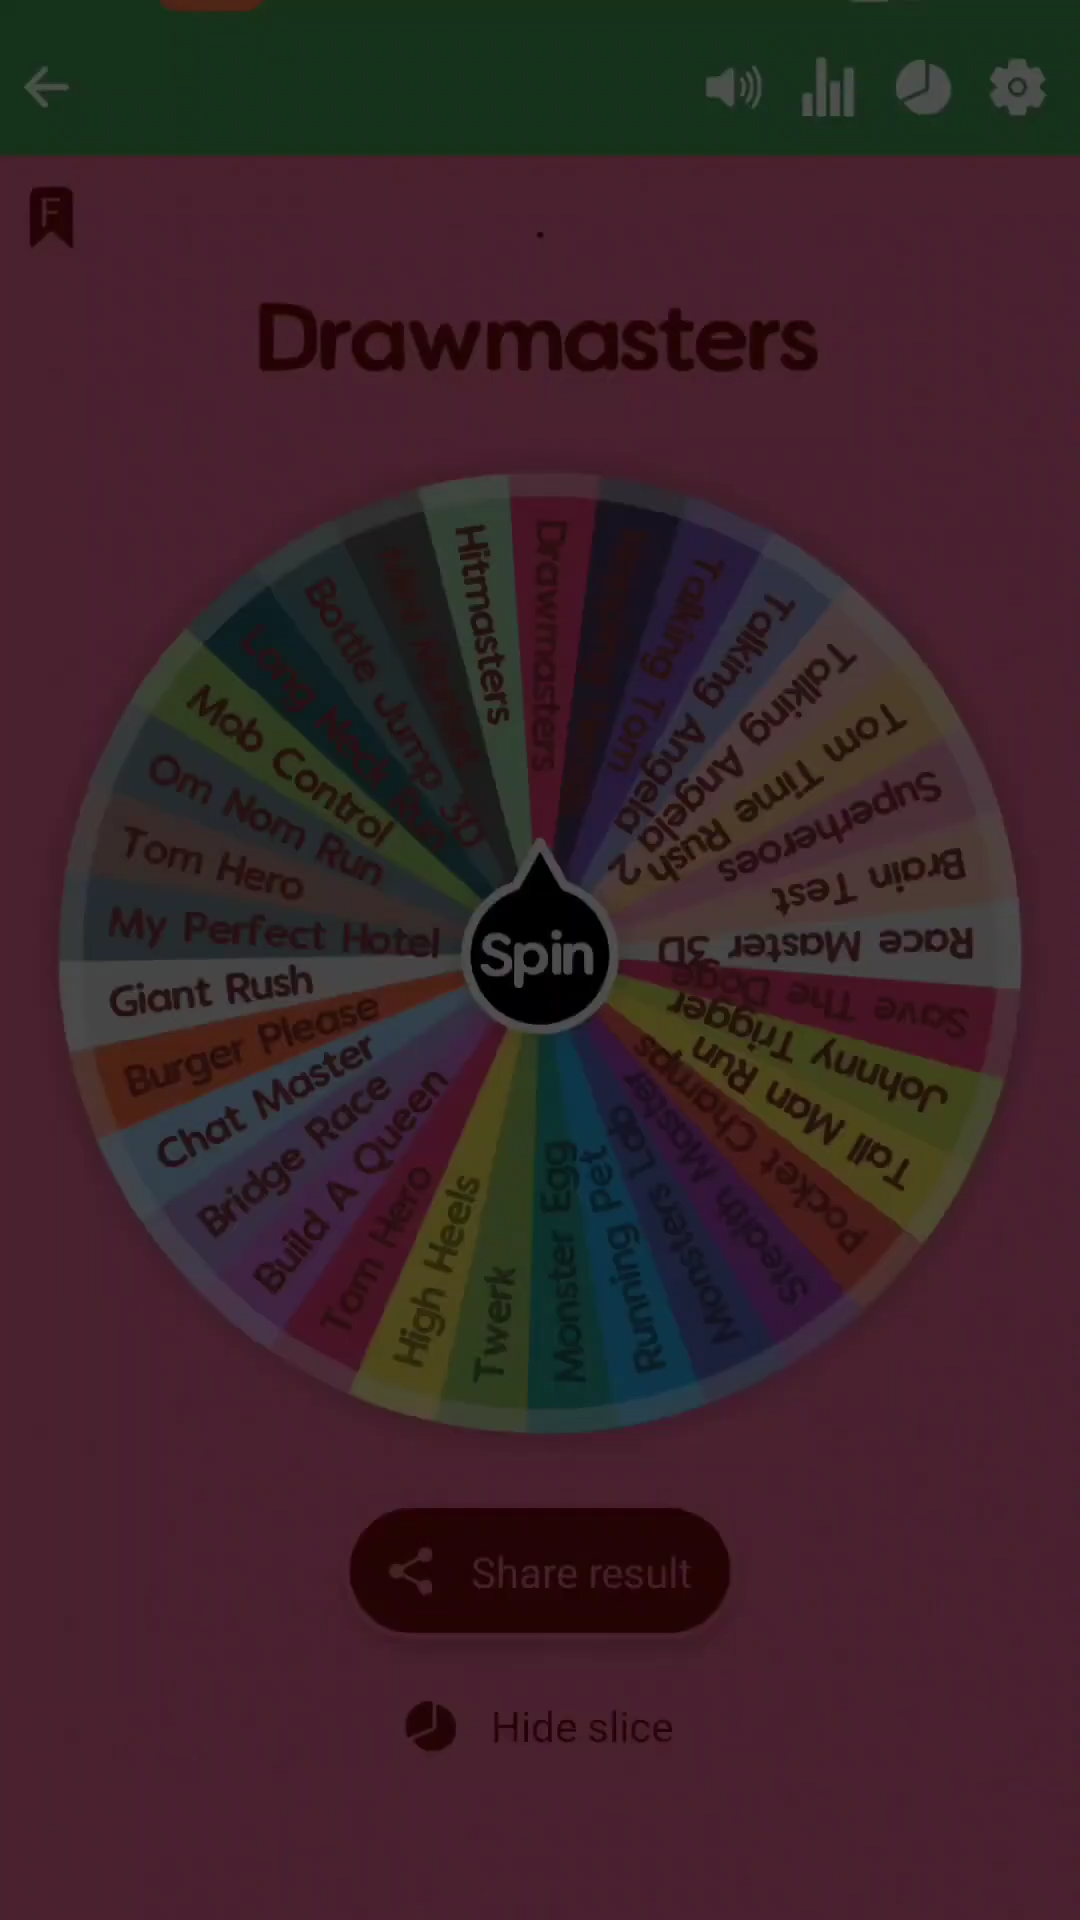 F
.
Drawmasters
Drawmasters
Talking Tom
Talking Angela
Talking Angela 2
Tom Time Rush
Superheroes
Brain Test
Race Master 3D
Save The Doge
Johnny Trigger
Tall Man Run
Pocket Champs
Stealth Master
Monsters Lab
Running Pet
Monster Egg
Twerk
High Heels
Tom Hero
Build A Queen
Bridge Race
Chat Master
Burger Please
Giant Rush
My Perfect Hotel
Tom Hero
Om Nom Run
Mob Control
Long Neck Run
Bottle Jump 3D
Hitmasters
Spin
Share result
Hide slice